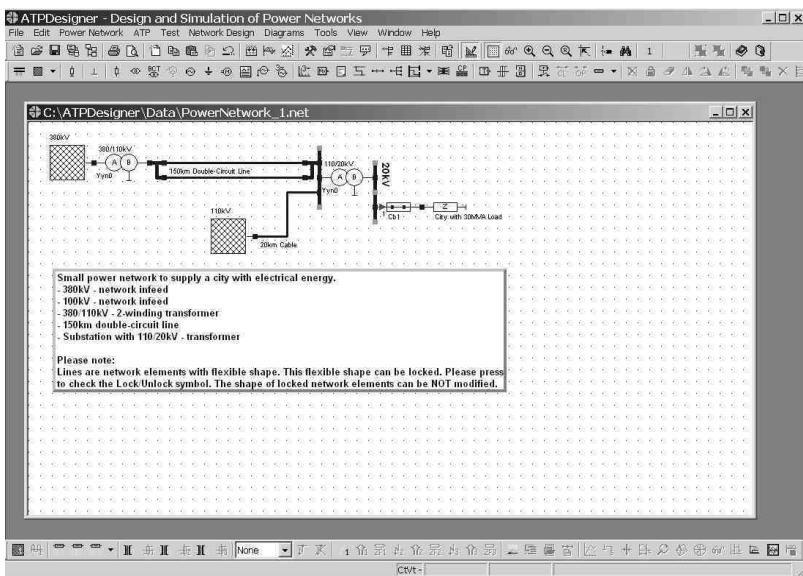 ATPDesigner - Design and Simulation of Power Networks
File Edit Power Network ATP Test Network Design Diagrams Tools View Window Help
1
C:\ATPDesigner\Data\PowerNetwork_1.net
380kV
380/110kV
A B
Yyn0
150km Double-Circuit Line
110/20kV
A B
Yyn0
20kV
1 Cb1
Z
City with 30MVA Load
110kV
20km Cable
Small power network to supply a city with electrical energy.
- 380kV - network infeed
- 100kV - network infeed
- 380/110kV - 2-winding transformer
- 150km double-circuit line
- Substation with 110/20kV - transformer
Please note:
Lines are network elements with flexible shape. This flexible shape can be locked. Please press
to check the Lock/Unlock symbol. The shape of locked network elements can be NOT modified.
None